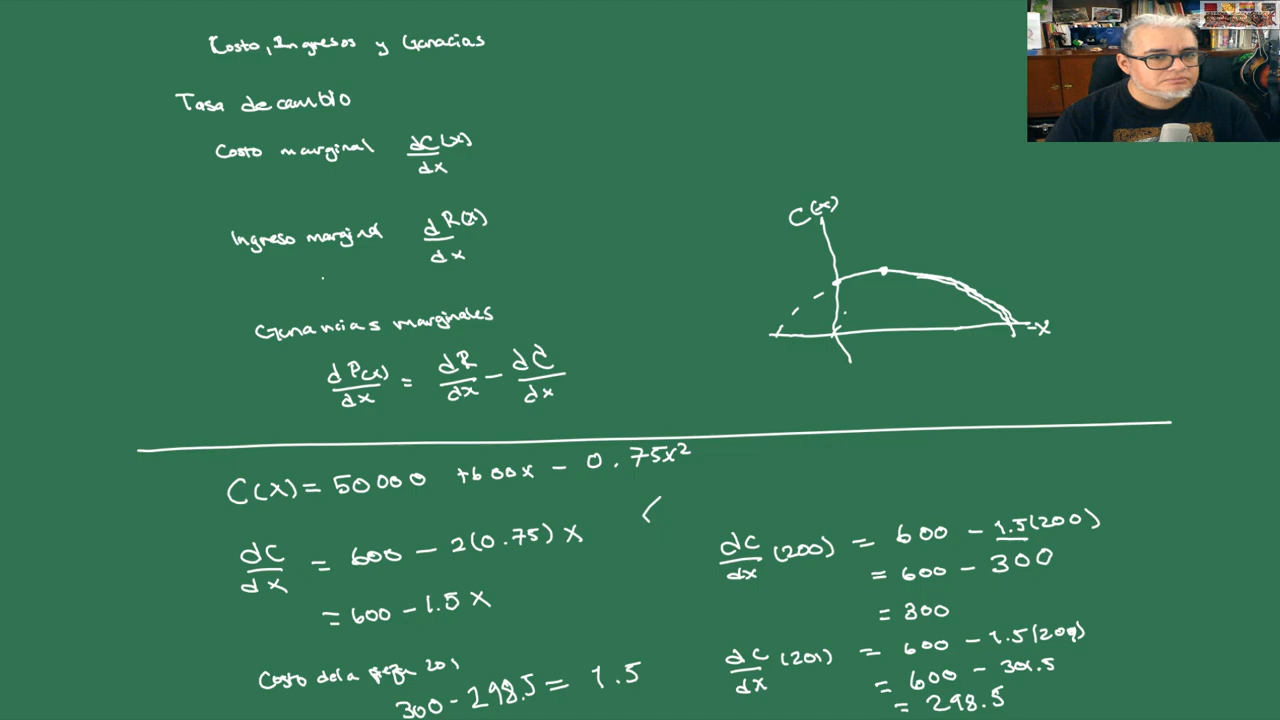 Costo, Ingresos y Ganacias
Tasa de cambio
Costo marginal dC(x)/dx
Ingreso marginal dR(x)/dx
Ganancias marginales
dP(x)/dx = dR/dx - dC/dx
C(x)
x
C(x) = 50000 + 600x - 0.75x²
dC/dx = 600 - 2(0.75)x
= 600 - 1.5x
Costo de la pieza 201
300 - 298.5 = 1.5
dC/dx (200) = 600 - 1.5(200)
= 600 - 300
= 300
dC/dx (201) = 600 - 1.5(201)
= 600 - 301.5
= 298.5